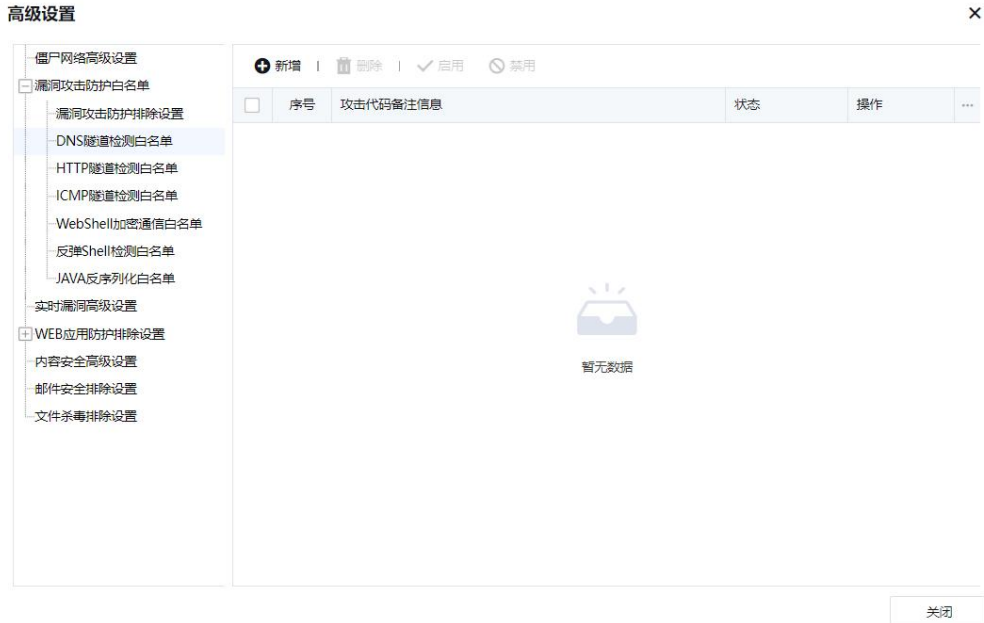 高级设置
僵尸网络高级设置
漏洞攻击防护白名单
漏洞攻击防护排除设置
DNS隧道检测白名单
HTTP隧道检测白名单
ICMP隧道检测白名单
WebShell加密通信白名单
反弹Shell检测白名单
JAVA反序列化白名单
实时漏洞高级设置
WEB应用防护排除设置
内容安全高级设置
邮件安全排除设置
文件杀毒排除设置
新增 | 删除 | 启用 禁用
序号 攻击代码备注信息 状态 操作 ...
暂无数据
关闭